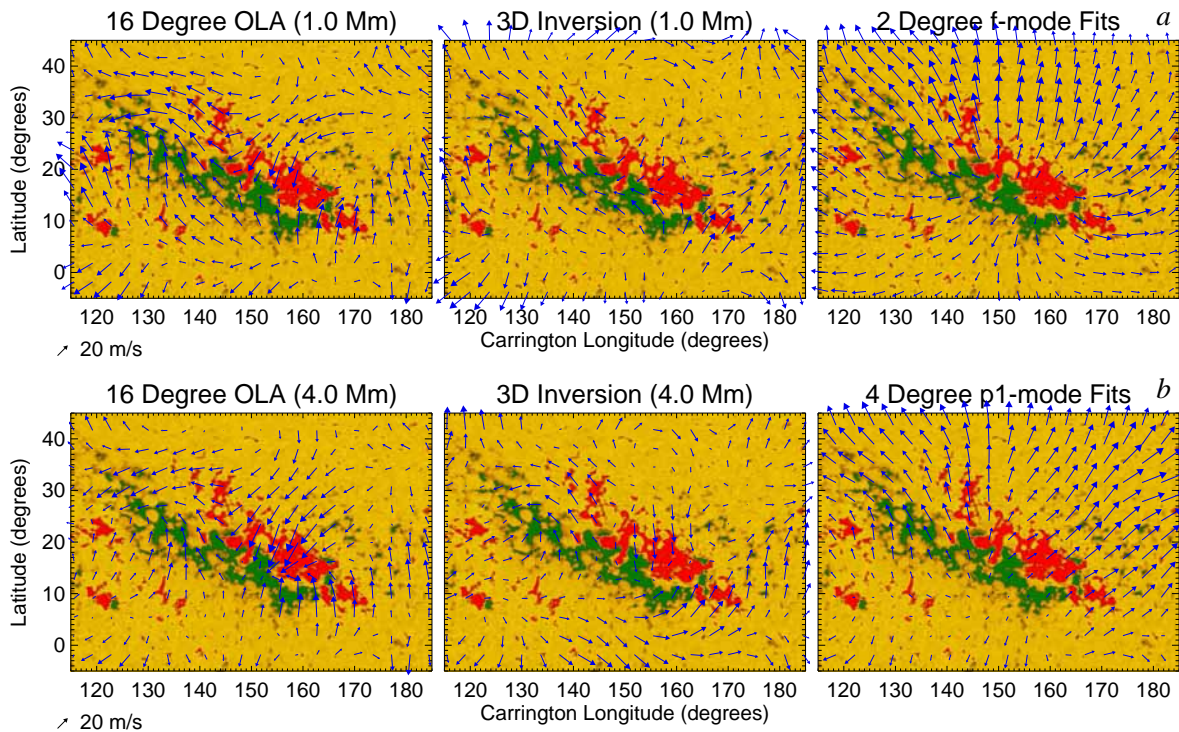 16 Degree OLA (1.0 Mm)
3D Inversion (1.0 Mm)
2 Degree f-mode Fits
a
Latitude (degrees)
40
30
20
10
0
120 130 140 150 160 170 180
120 130 140 150 160 170 180
120 130 140 150 160 170 180
Carrington Longitude (degrees)
20 m/s
16 Degree OLA (4.0 Mm)
3D Inversion (4.0 Mm)
4 Degree p1-mode Fits
b
Latitude (degrees)
40
30
20
10
0
120 130 140 150 160 170 180
120 130 140 150 160 170 180
120 130 140 150 160 170 180
Carrington Longitude (degrees)
20 m/s